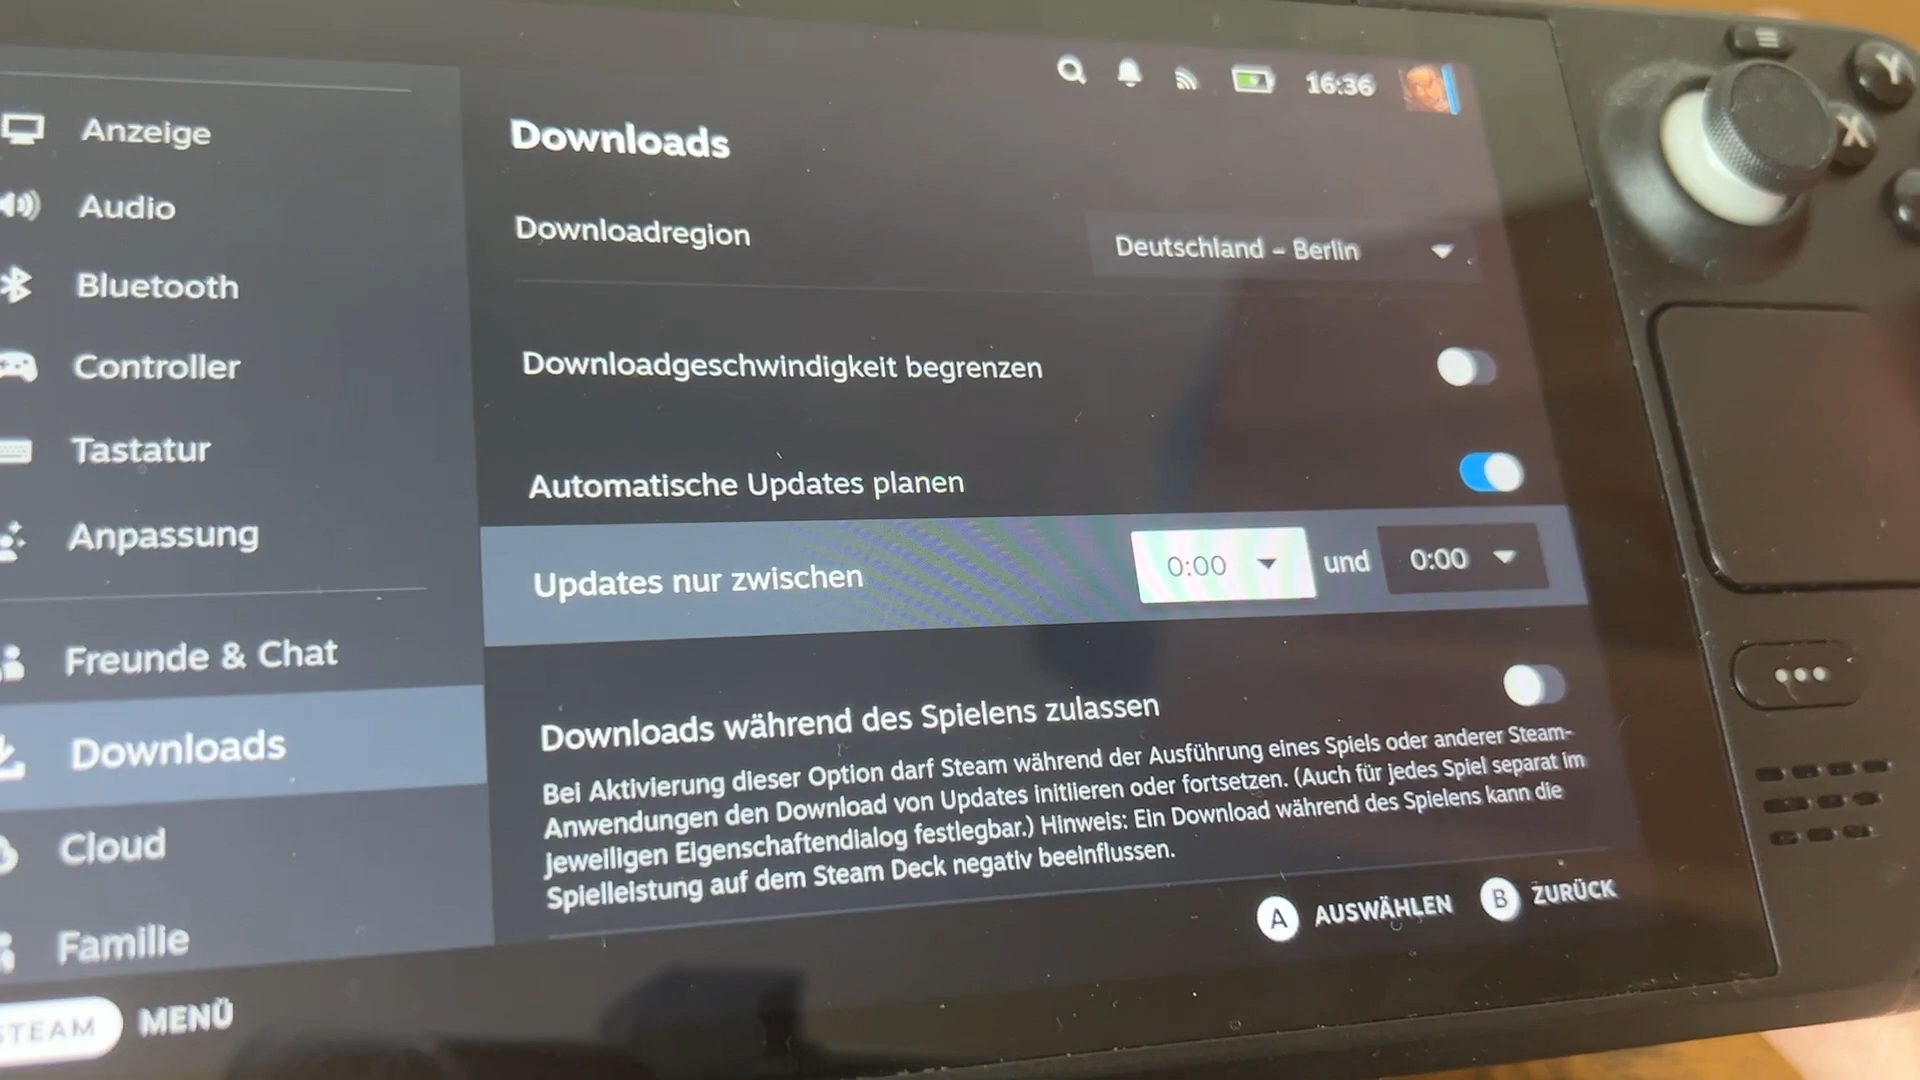 16:36
Anzeige
Audio
Bluetooth
Controller
Tastatur
Anpassung
Freunde & Chat
Downloads
Cloud
Familie
Downloads
Downloadregion
Deutschland – Berlin
Downloadgeschwindigkeit begrenzen
Automatische Updates planen
Updates nur zwischen 0:00 und 0:00
Downloads während des Spielens zulassen
Bei Aktivierung dieser Option darf Steam während der Ausführung eines Spiels oder anderer Steam-
Anwendungen den Download von Updates initiieren oder fortsetzen. (Auch für jedes Spiel separat im
jeweiligen Eigenschaftendialog festlegbar.) Hinweis: Ein Download während des Spielens kann die
Spielleistung auf dem Steam Deck negativ beeinflussen.
STEAM MENÜ
A AUSWÄHLEN B ZURÜCK
Y
X